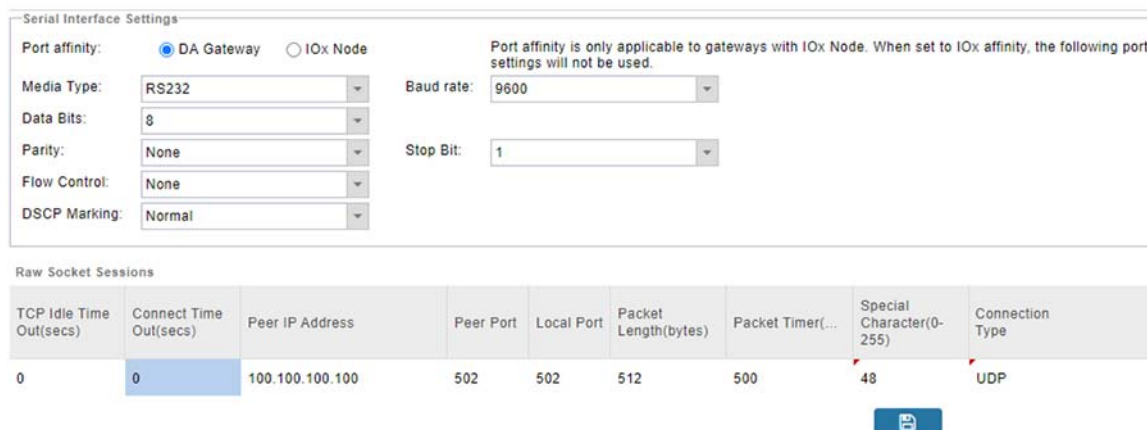 Serial Interface Settings
Port affinity: DA Gateway IOx Node Port affinity is only applicable to gateways with IOx Node. When set to IOx affinity, the following port
settings will not be used.
Media Type: RS232 Baud rate: 9600
Data Bits: 8
Parity: None Stop Bit: 1
Flow Control: None
DSCP Marking: Normal
Raw Socket Sessions
TCP Idle Time Out(secs) Connect Time Out(secs) Peer IP Address Peer Port Local Port Packet Length(bytes) Packet Timer(... Special Character(0-255) Connection Type
0 0 100.100.100.100 502 502 512 500 48 UDP